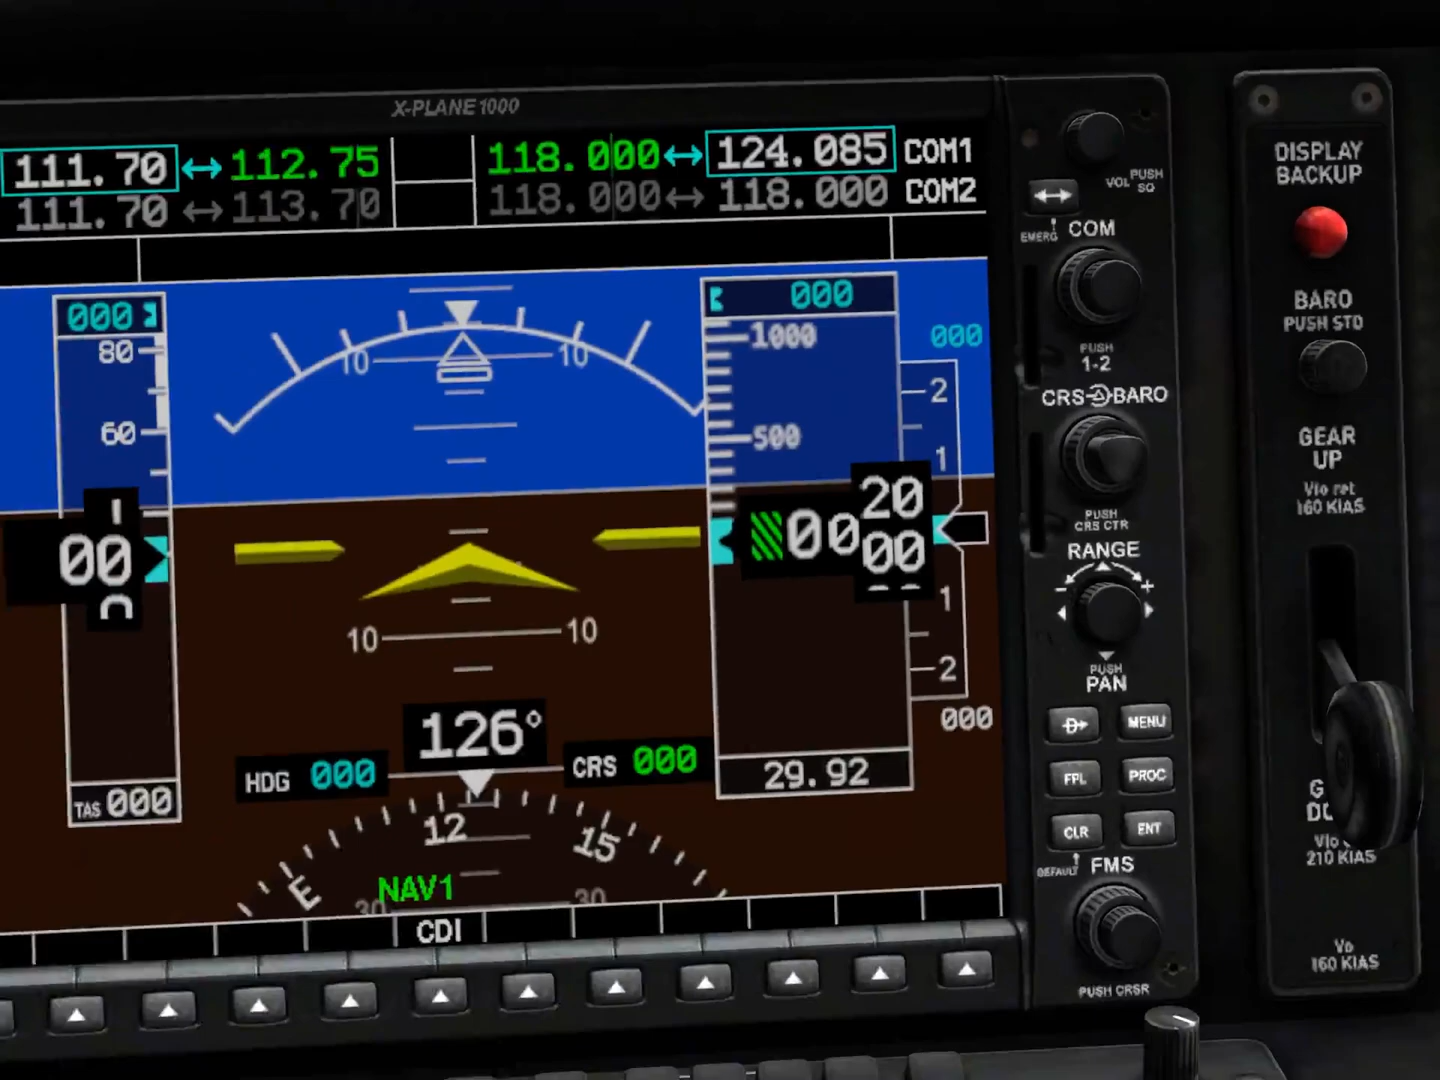 X-PLANE 1000
111.70 ↔ 112.75 118.000 ↔ 124.085 COM1
111.70 ↔ 113.70 118.000 ↔ 118.000 COM2
000 000
000
80 1000
10 10
60 500
2
1
20
00 000 00
1
10 10
2
000
126°
HDG 000 CRS 000
29.92
TAS 000
12 15
E
NAV1
30 30
CDI
VOL PUSH SQ
EMERG COM
PUSH
1-2
CRS BARO
PUSH
CRS CTR
RANGE
- +
PUSH
PAN
D MENU
FPL PROC
CLR ENT
DEFAULT FMS
PUSH CRSR
DISPLAY
BACKUP
BARO
PUSH STD
GEAR
UP
Vlo ret
160 KIAS
210 KIAS
160 KIAS